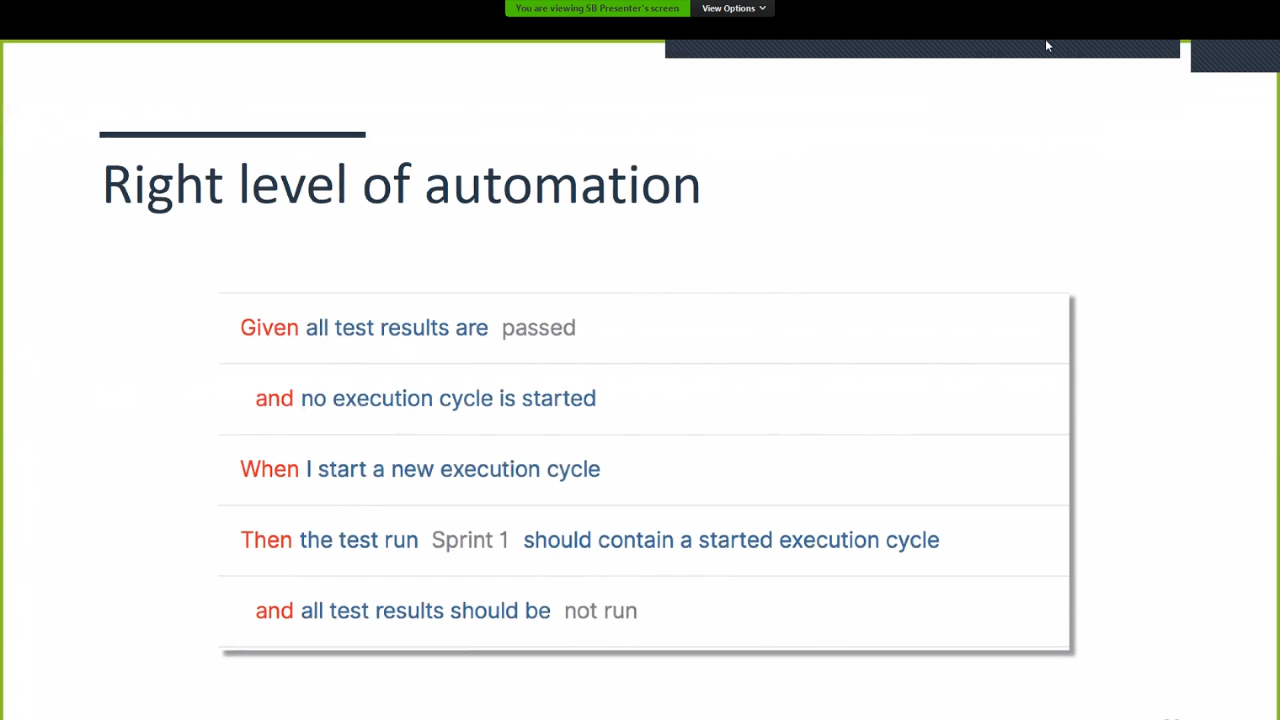 You are viewing SB Presenter's screen View Options
Right level of automation
Given all test results are passed
and no execution cycle is started
When I start a new execution cycle
Then the test run Sprint 1 should contain a started execution cycle
and all test results should be not run